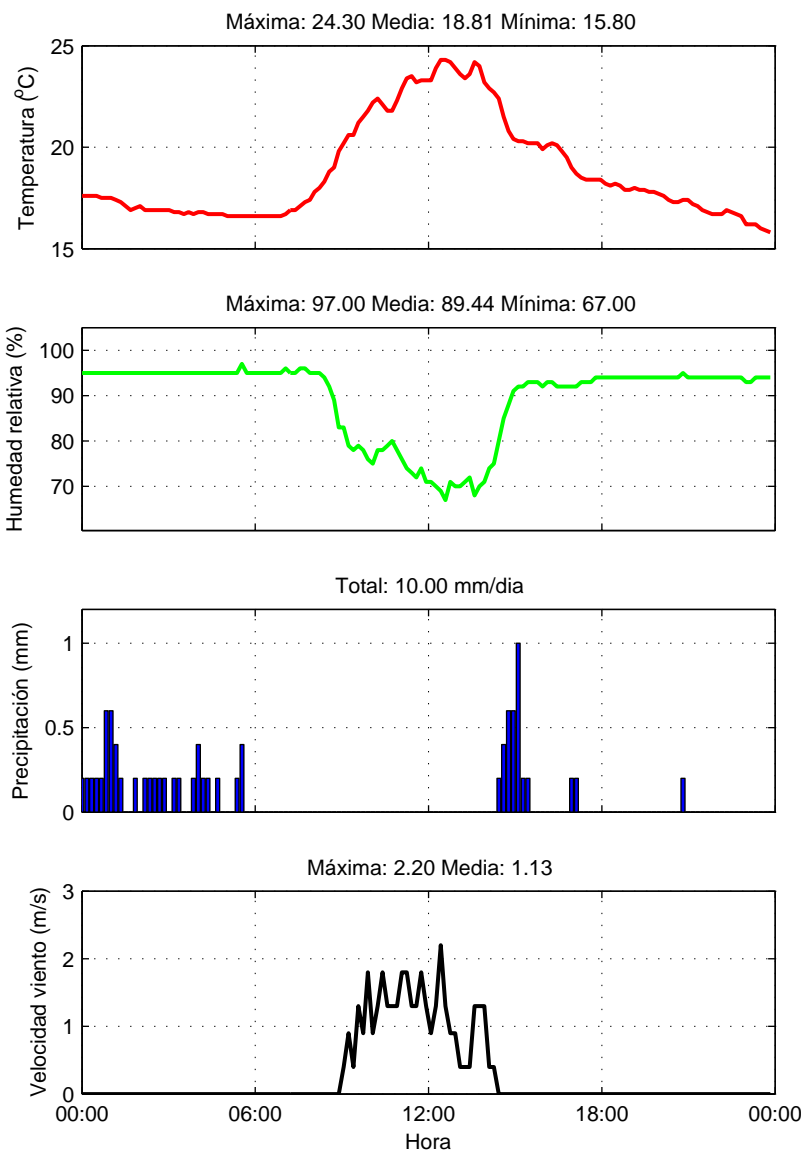 Máxima: 24.30 Media: 18.81 Mínima: 15.80
25
20
15
Temperatura (ºC)
Máxima: 97.00 Media: 89.44 Mínima: 67.00
100
90
80
70
Humedad relativa (%)
Total: 10.00 mm/dia
1
0.5
0
Precipitación (mm)
Máxima: 2.20 Media: 1.13
3
2
1
0
Velocidad viento (m/s)
00:00 06:00 12:00 18:00 00:00
Hora